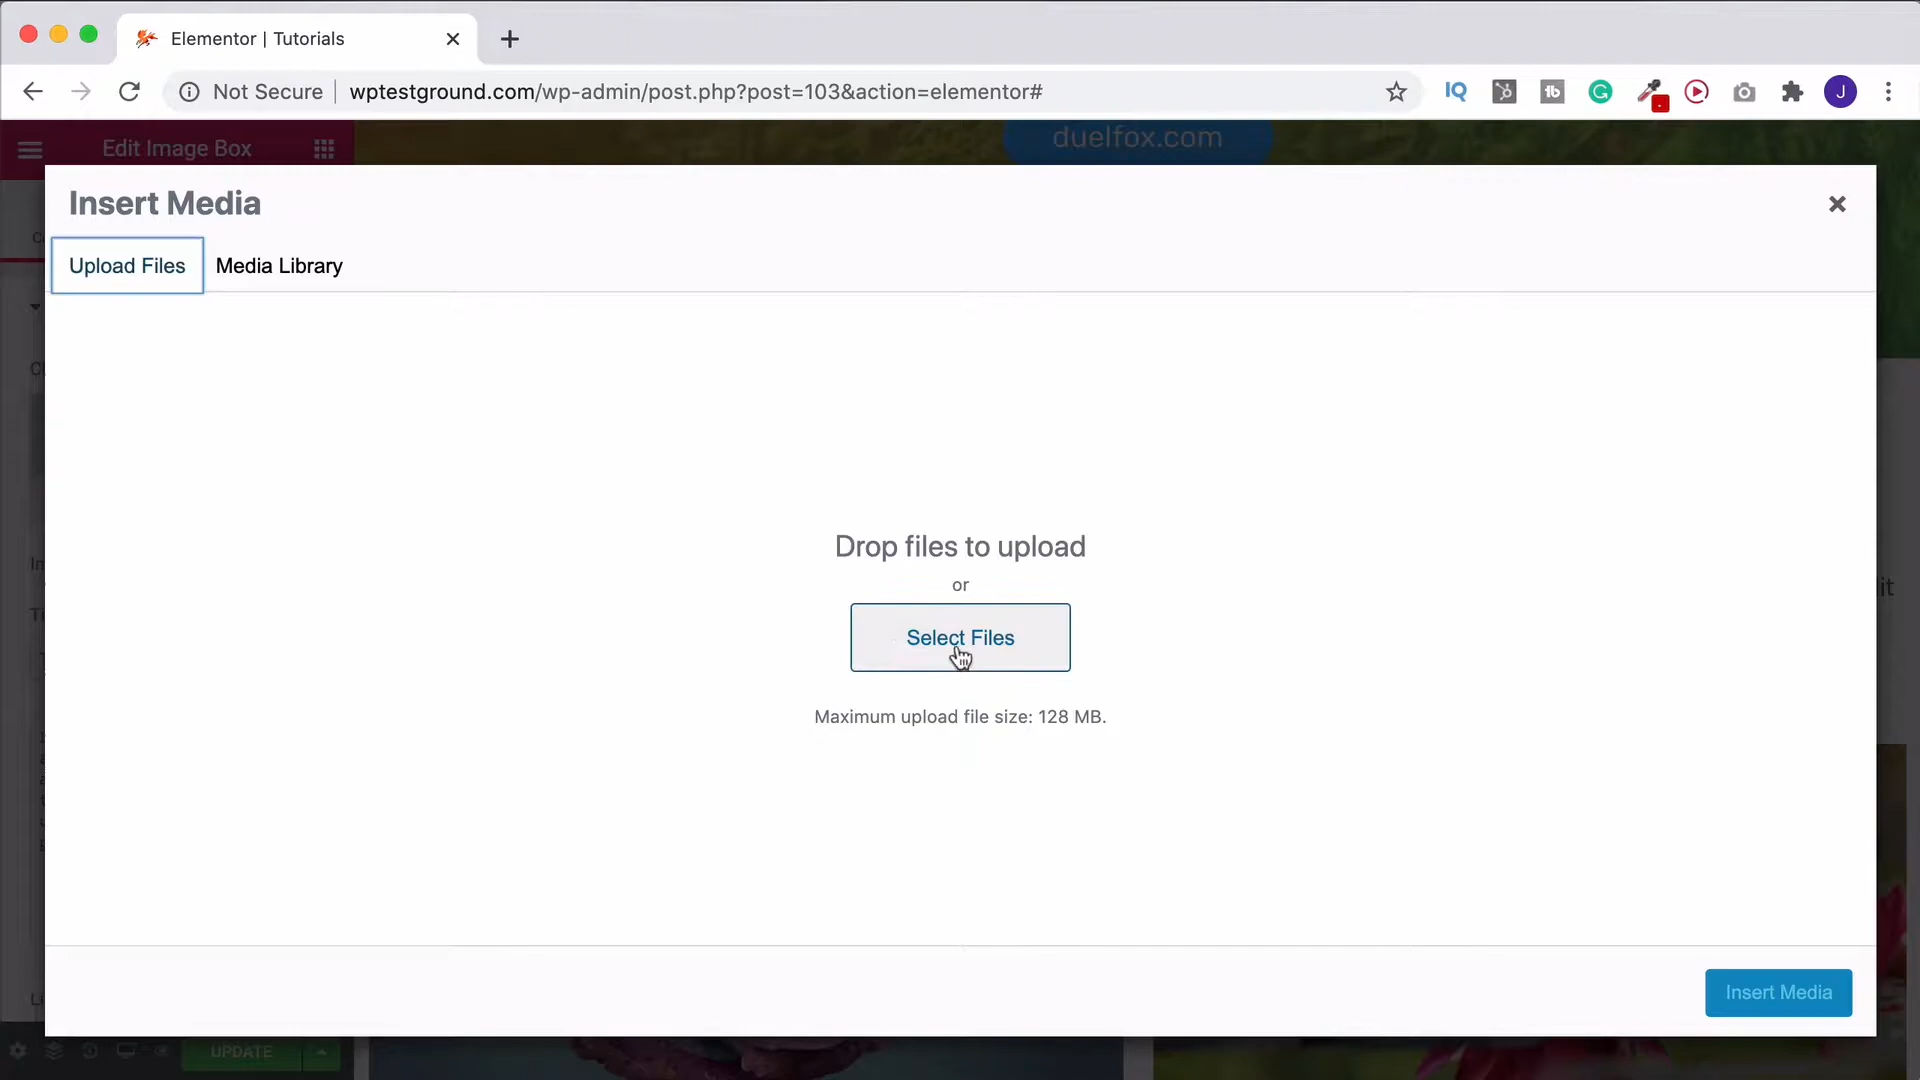 Elementor | Tutorials
Not Secure
wptestground.com/wp-admin/post.php?post=103&action=elementor#
IQ
tb
J
Edit Image Box
duelfox.com
Insert Media
Upload Files
Media Library
Drop files to upload
or
Select Files
Maximum upload file size: 128 MB.
it
Insert Media
UPDATE